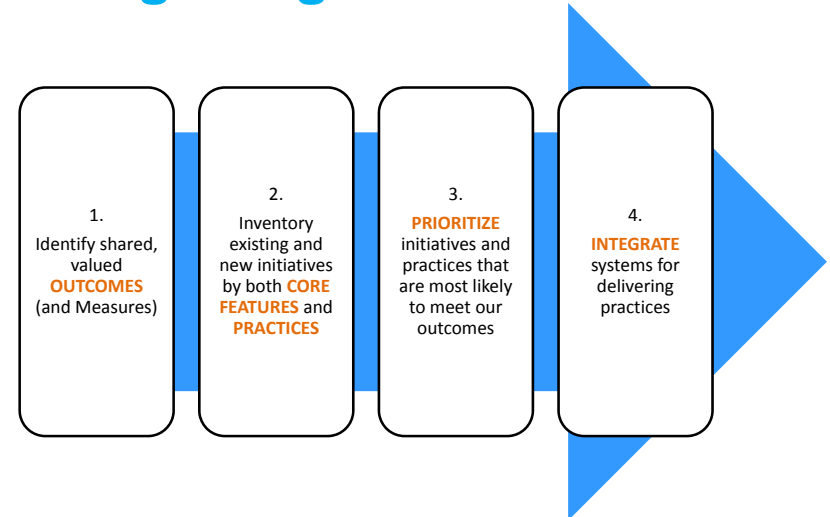 1.
Identify shared,
valued
OUTCOMES
(and Measures)
2.
Inventory
existing and
new initiatives
by both CORE
FEATURES and
PRACTICES
3.
PRIORITIZE
initiatives and
practices that
are most likely
to meet our
outcomes
4.
INTEGRATE
systems for
delivering
practices